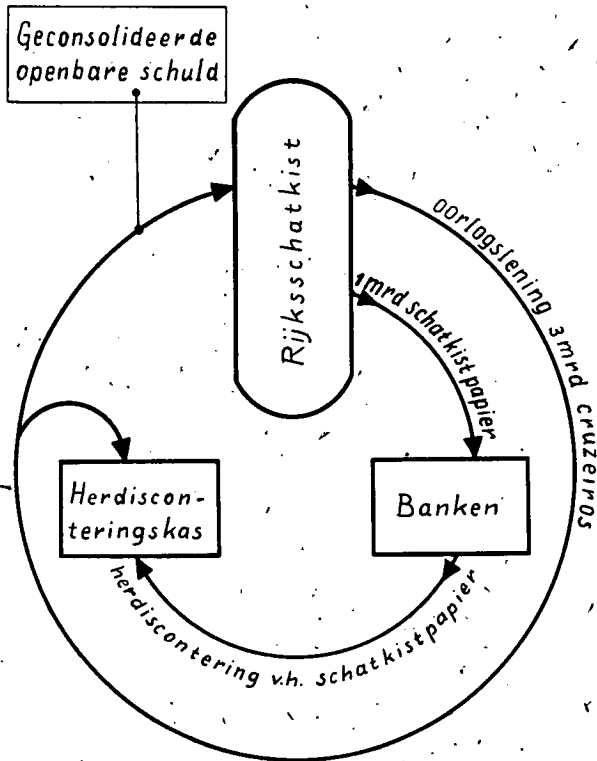 Geconsolideerde
openbare schuld
Rijksschatkist
oorlogslening 3 mrd cruzeiros
1 mrd schatkistpapier
Herdiscon-
teringskas
Banken
herdiscontering v.h. schatkistpapier